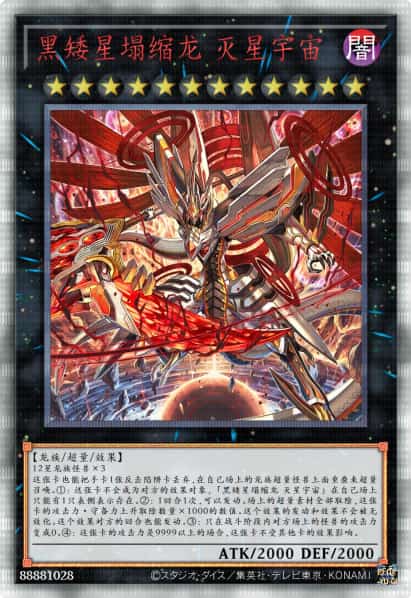 黑矮星塌缩龙 灭星宇宙
闇
【龙族/超量/效果】
12星龙族怪兽×3
这张卡也能把手卡1张反击陷阱卡丢弃,在自己场上的龙族超量怪兽上面重叠来超量
召唤。①:这张卡不会成为对方的效果对象,「黑矮星塌缩龙 灭星宇宙」在自己场上
只能有1只表侧表示存在。②:1回合1次,可以发动。场上的超量素材全部取除,这张
卡的攻击力·守备力上升取除数量×1000的数值。这个效果的发动和效果不会被无
效化。这个效果对方的回合也能发动。③:只在战斗阶段内对方场上的怪兽的攻击力
变成0。④:这张卡的攻击力是9999以上的场合,这张卡不受其他卡的效果影响。
ATK/2000 DEF/2000
88881028
©スタジオ・ダイス/集英社・テレビ東京・KONAMI